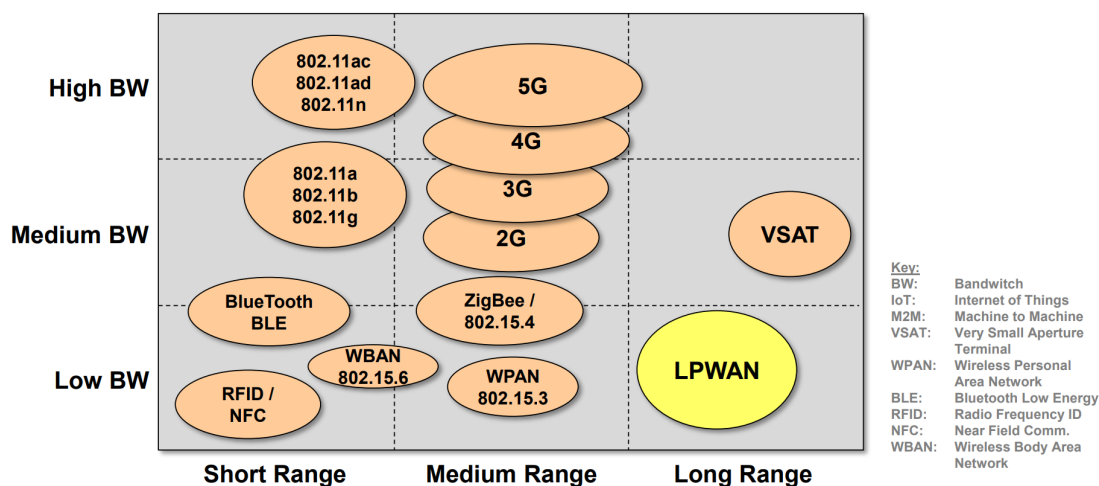 High BW
802.11ac
802.11ad
802.11n
5G
4G
Medium BW
802.11a
802.11b
802.11g
3G
2G
VSAT
BlueTooth
BLE
ZigBee /
802.15.4
Low BW
WBAN
802.15.6
RFID /
NFC
WPAN
802.15.3
LPWAN
Short Range
Medium Range
Long Range
Key:
BW: Bandwitch
IoT: Internet of Things
M2M: Machine to Machine
VSAT: Very Small Aperture
Terminal
WPAN: Wireless Personal
Area Network
BLE: Bluetooth Low Energy
RFID: Radio Frequency ID
NFC: Near Field Comm.
WBAN: Wireless Body Area
Network